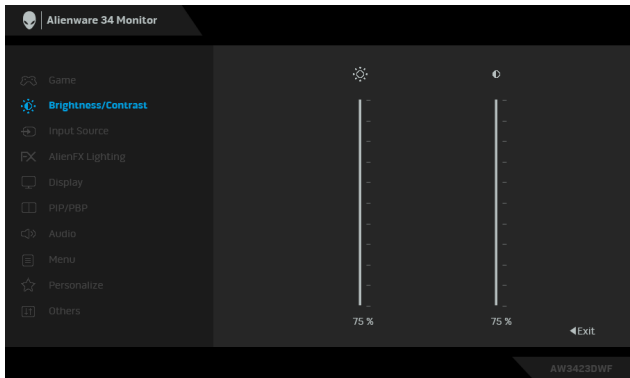 Alienware 34 Monitor
Game
Brightness/Contrast
Input Source
FX AlienFX Lighting
Display
PIP/PBP
Audio
Menu
Personalize
Others
75 %
75 %
Exit
AW3423DWF